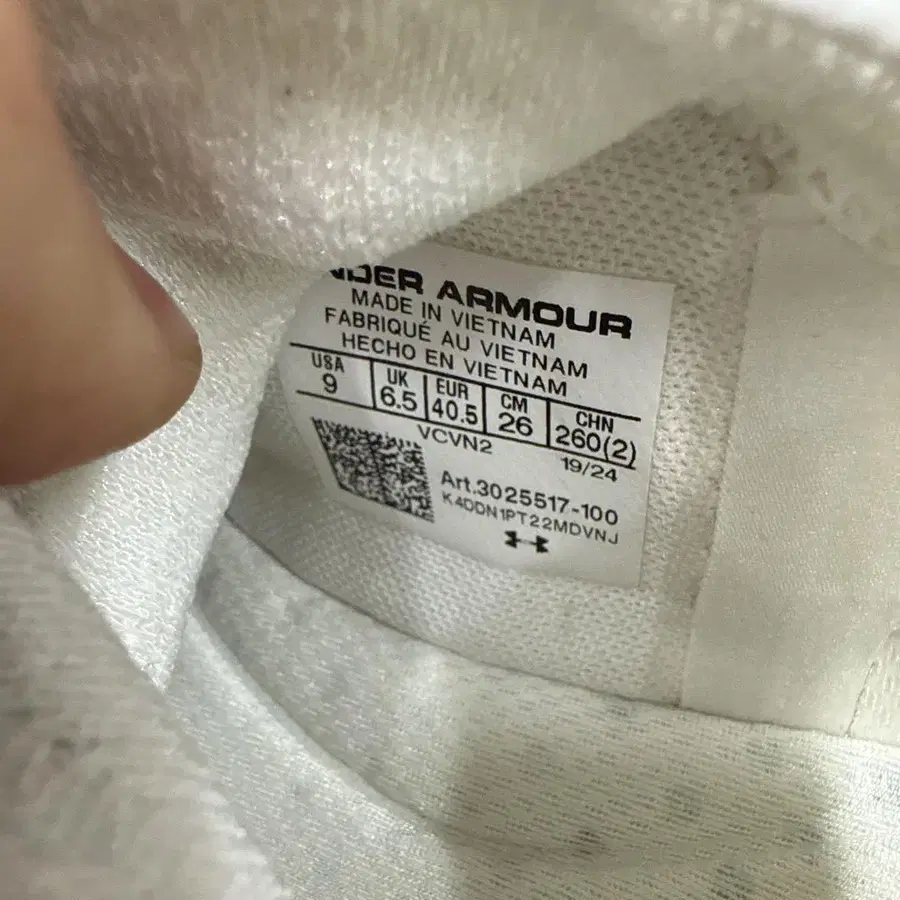 UNDER ARMOUR
MADE IN VIETNAM
FABRIQUÉ AU VIETNAM
HECHO EN VIETNAM
USA UK EUR CM CHN
9 6.5 40.5 26 260(2)
VCVN2 19/24
Art.3025517-100
K4DDN1PT22MDVNJ